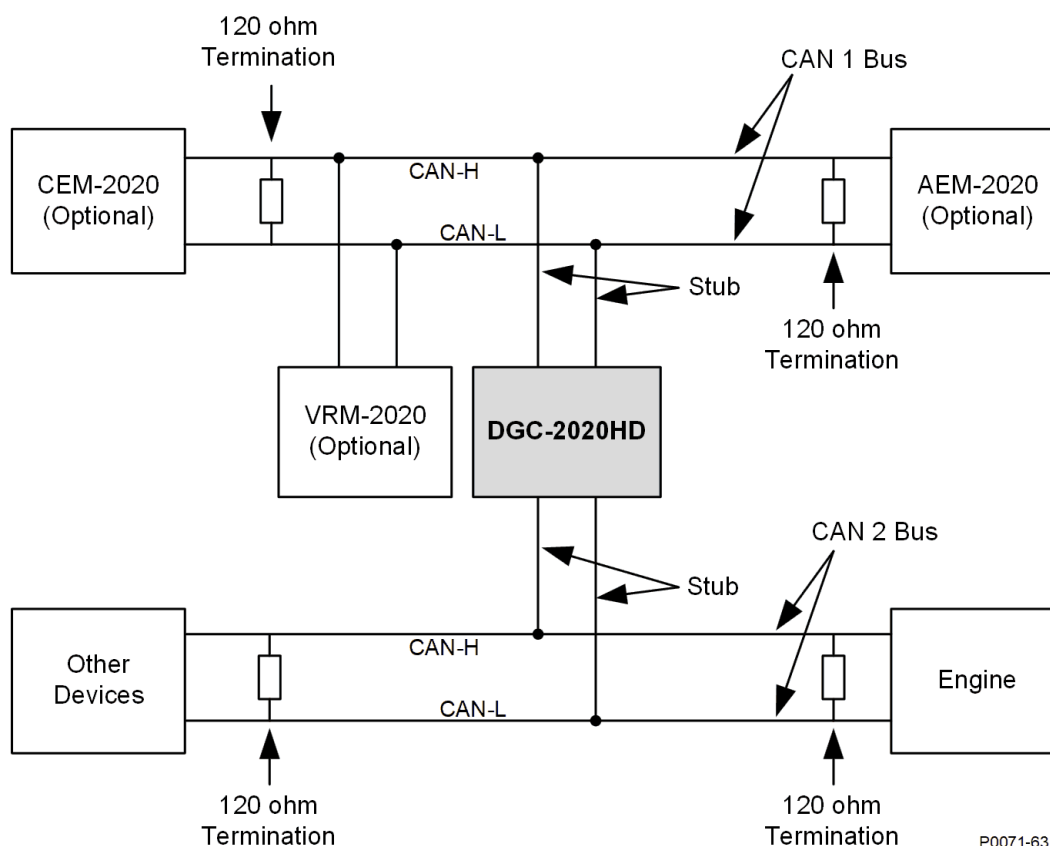 120 ohm
Termination
CAN 1 Bus
CEM-2020
(Optional)
CAN-H
AEM-2020
(Optional)
CAN-L
Stub
120 ohm
Termination
VRM-2020
(Optional)
DGC-2020HD
CAN 2 Bus
Stub
Other
Devices
CAN-H
Engine
CAN-L
120 ohm
Termination
120 ohm
Termination
P0071-63